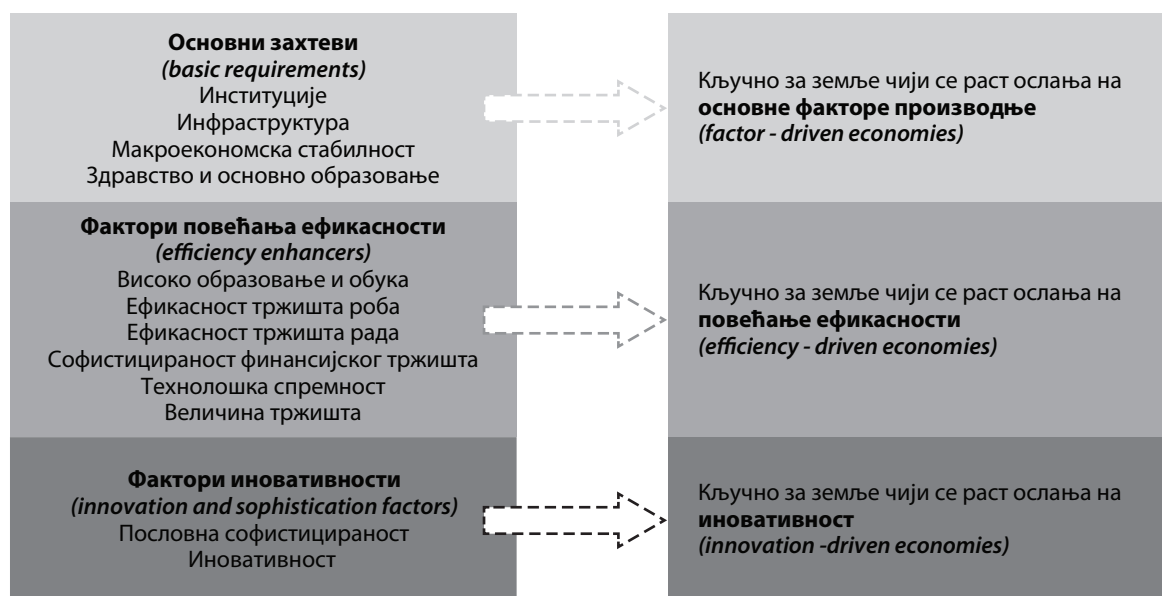 Основни захтеви
(basic requirements)
Институције
Инфраструктура
Макроекономска стабилност
Здравство и основно образовање
Кључно за земље чији се раст ослања на
основне факторе производње
(factor - driven economies)
Фактори повећања ефикасности
(efficiency enhancers)
Високо образовање и обука
Ефикасност тржишта роба
Ефикасност тржишта рада
Софистицираност финансијског тржишта
Технолошка спремност
Величина тржишта
Кључно за земље чији се раст ослања на
повећање ефикасности
(efficiency - driven economies)
Фактори иновативности
(innovation and sophistication factors)
Пословна софистицираност
Иновативност
Кључно за земље чији се раст ослања на
иновативност
(innovation -driven economies)